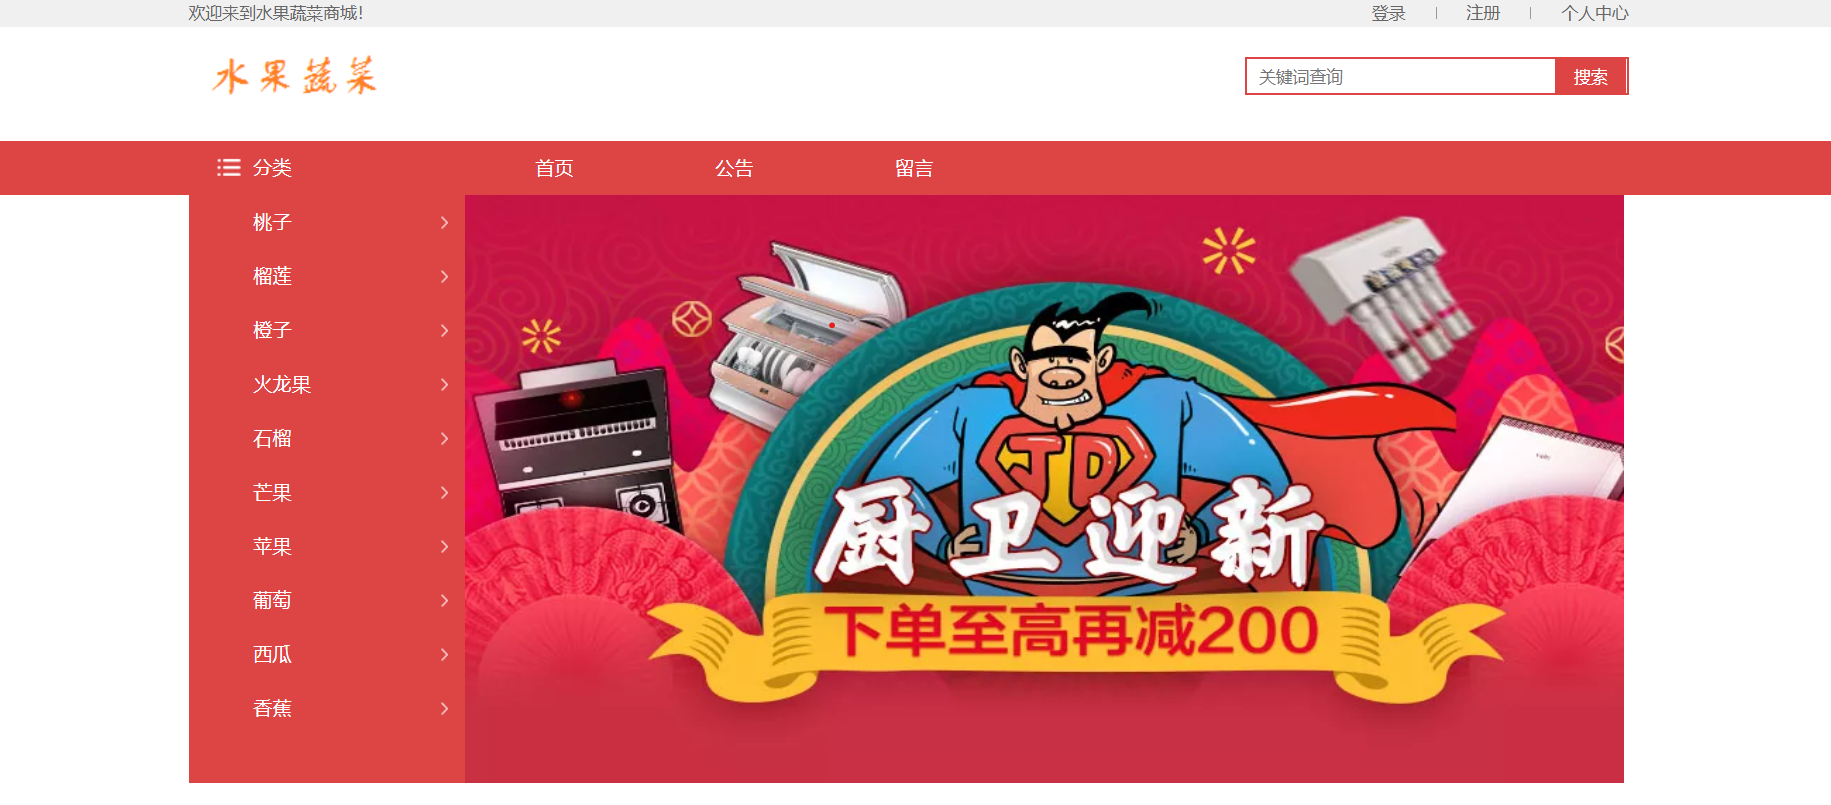 欢迎来到水果蔬菜商城!
登录 | 注册 | 个人中心
水果蔬菜
关键词查询 搜索
分类 首页 公告 留言
桃子
榴莲
橙子
火龙果
石榴
芒果
苹果
葡萄
西瓜
香蕉
JD
厨卫迎新
下单至高再减200